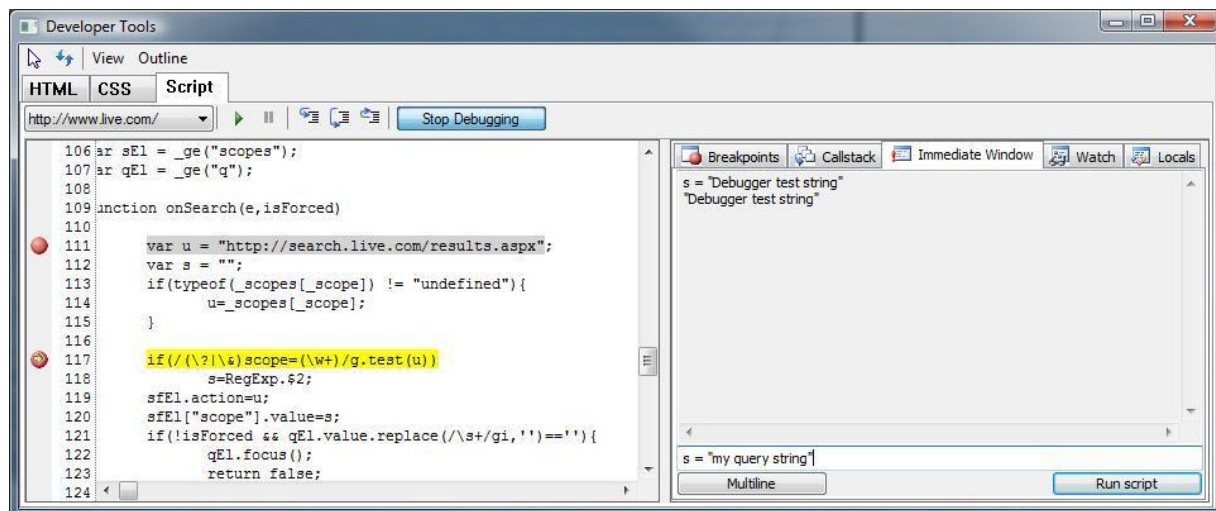 Developer Tools
View Outline
HTML CSS Script
http://www.live.com/ Stop Debugging
106 ar sEl = _ge("scopes");
107 ar qEl = _ge("q");
108
109 unction onSearch(e,isForced)
110
111 var u = "http://search.live.com/results.aspx";
112 var s = "";
113 if(typeof(_scopes[_scope]) != "undefined"){
114 u=_scopes[_scope];
115 }
116
117 if(/(\?|\&)scope=(\w+)/g.test(u))
118 s=RegExp.$2;
119 sfEl.action=u;
120 sfEl["scope"].value=s;
121 if(!isForced && qEl.value.replace(/\s+/gi,'')==''){
122 qEl.focus();
123 return false;
124
Breakpoints Callstack Immediate Window Watch Locals
s = "Debugger test string"
"Debugger test string"
s = "my query string"
Multiline Run script